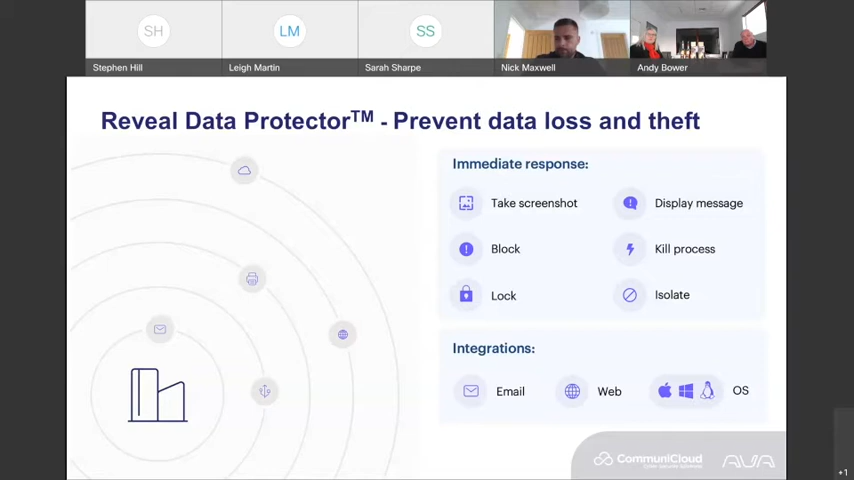 SH
LM
SS
Stephen Hill
Leigh Martin
Sarah Sharpe
Nick Maxwell
Andy Bower
Reveal Data Protector™ - Prevent data loss and theft
Immediate response:
Take screenshot
Display message
Block
Kill process
Lock
Isolate
Integrations:
Email
Web
OS
CommuniCloud
AVA
+1